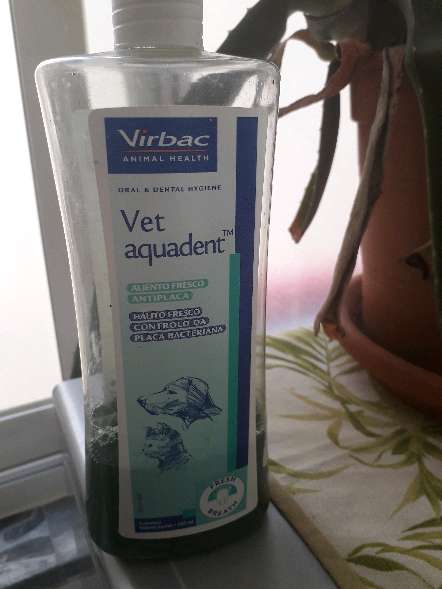 Virbac
ANIMAL HEALTH
ORAL & DENTAL HYGIENE
Vet
aquadent™
ALIENTO FRESCO
ANTIPLACA
HALITO FRESCO
CONTROLO DA
PLACA BACTERIANA
FRESH
BREATH